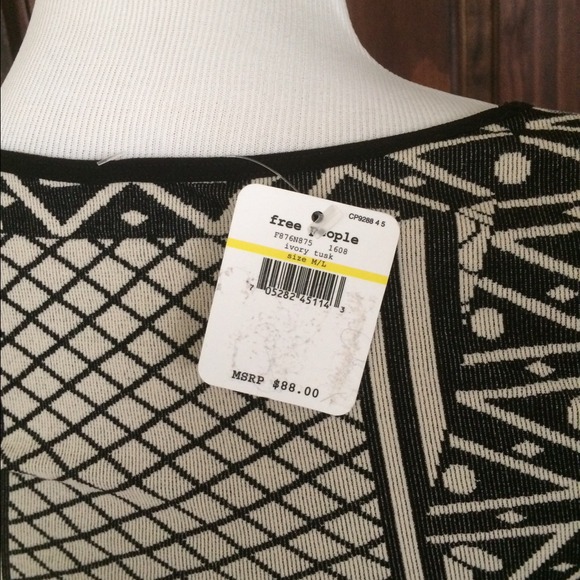 CP9288 4 5
free people
F876N875 1608
ivory tusk
size M/L
7 05282 45114 3
MSRP $88.00